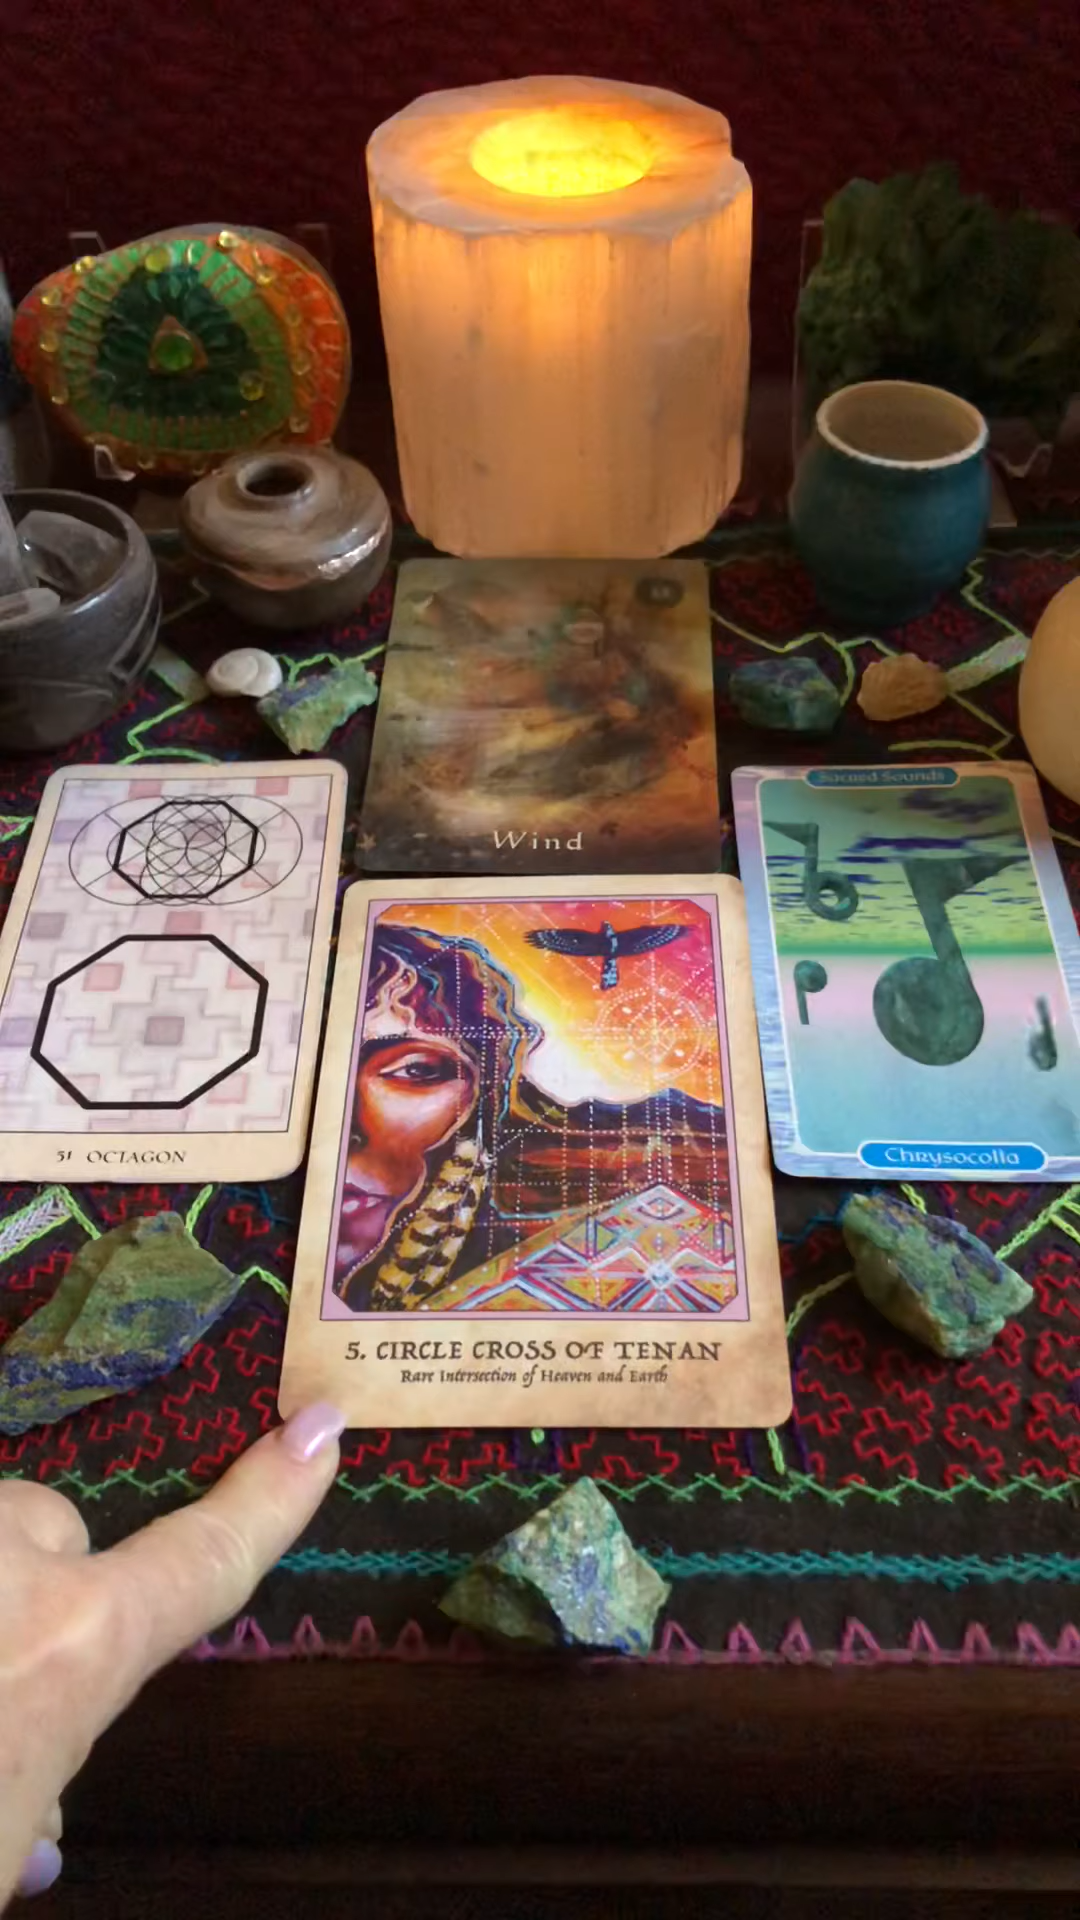 Wind
Sacred Sounds
51 OCTAGON
Chrysocolla
5. CIRCLE CROSS OF TENAN
Rare Intersection of Heaven and Earth